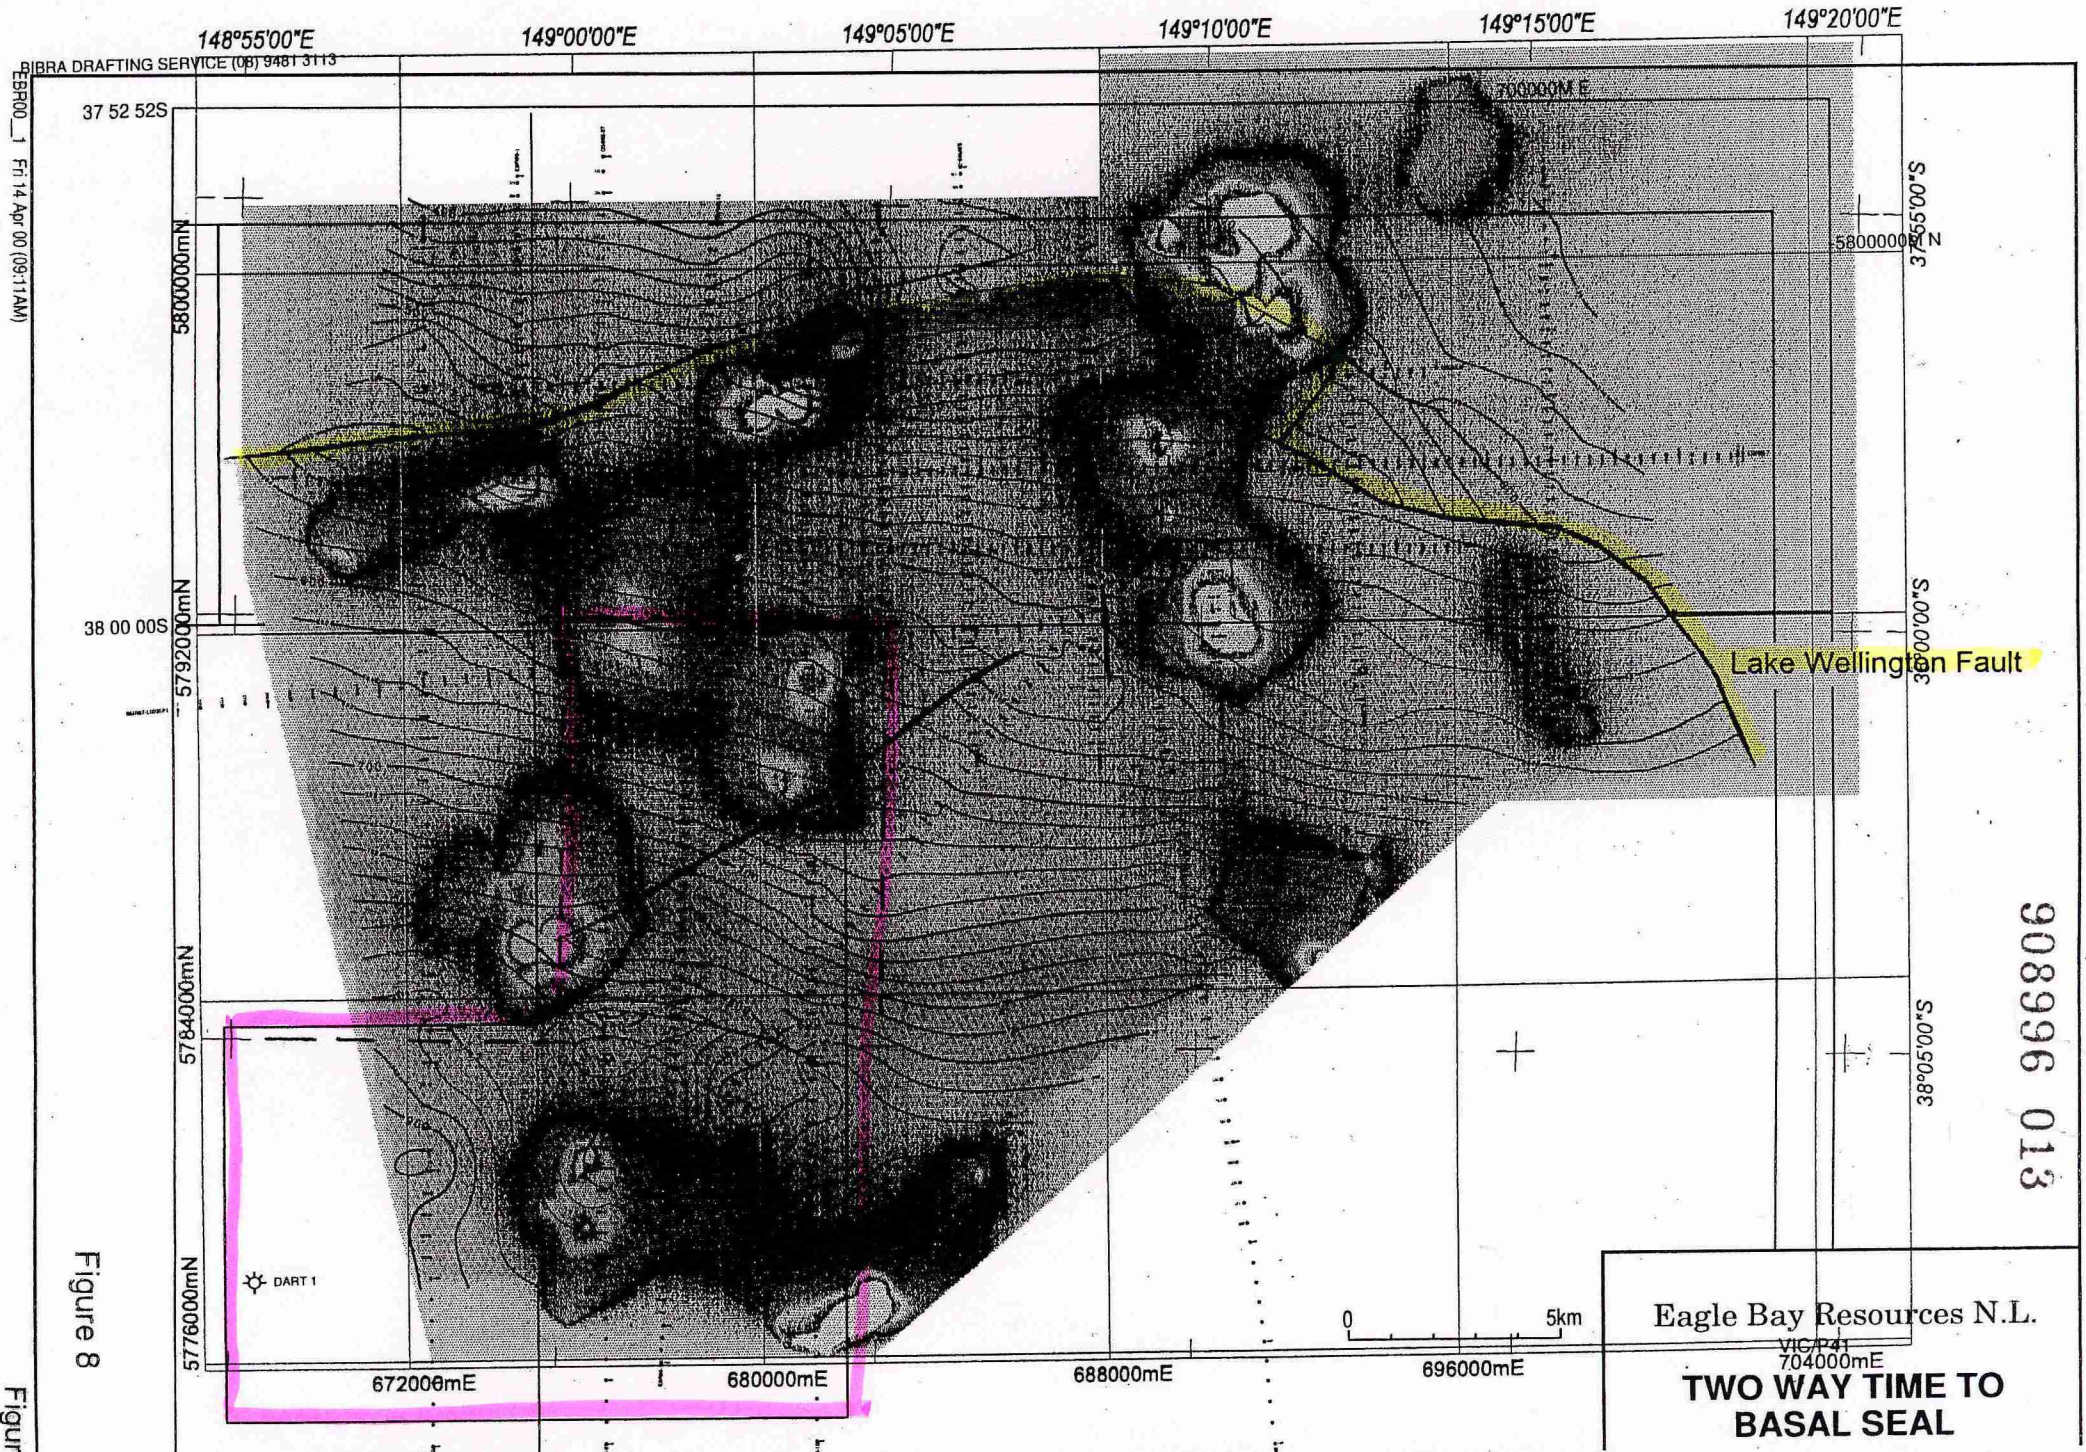 148°55'00"E
149°00'00"E
149°05'00"E
149°10'00"E
149°15'00"E
149°20'00"E
BIBRA DRAFTING SERVICE (08) 9481 3113
EBR00__1 Fri 14 Apr 00 (09:11AM)
37 52 52S
700000M E
37°55'0.0"S
5800000M N
5800000mN
38 00 00S
5792000mN
38°00'0.0"S
Lake Wellington Fault
700
5784000mN
38°05'0.0"S
908996 013
900
DART 1
5776000mN
Figure 8
Figur
0
5km
672000mE
680000mE
688000mE
696000mE
704000mE
Eagle Bay Resources N.L.
VIC/P41
TWO WAY TIME TO
BASAL SEAL